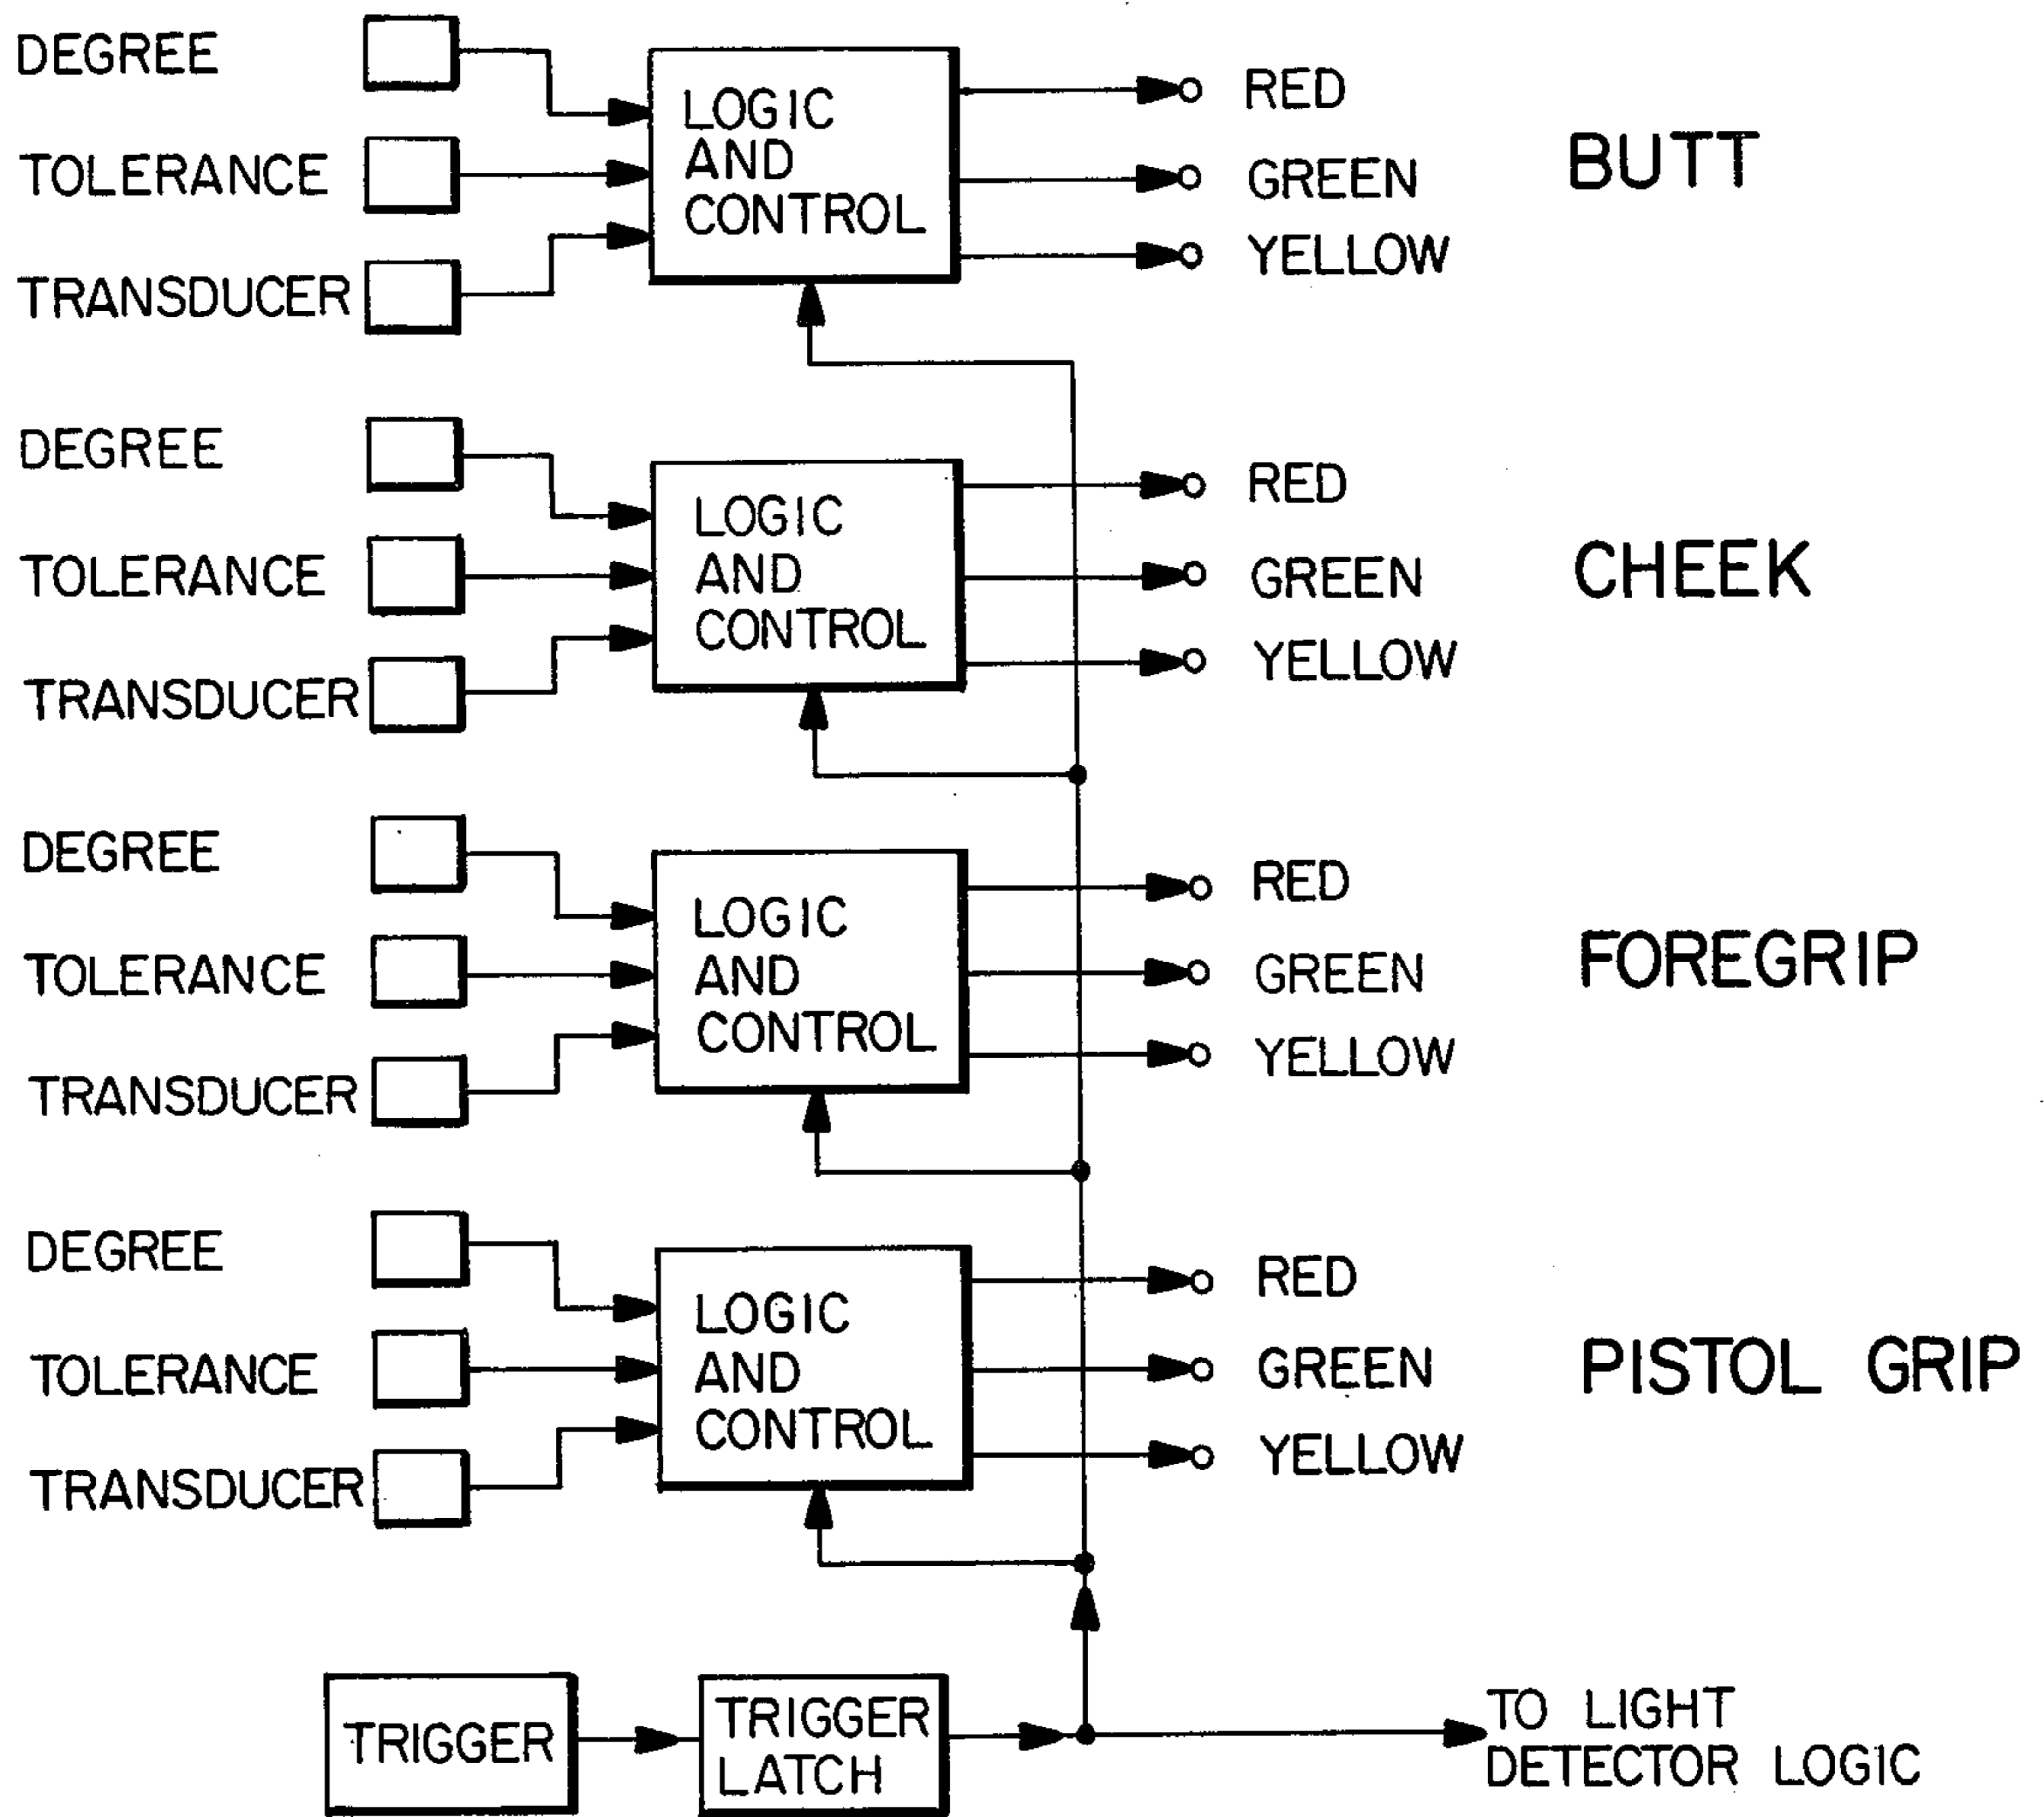 DEGREE
TOLERANCE
TRANSDUCER
LOGIC
AND
CONTROL
RED
GREEN
YELLOW
BUTT
DEGREE
TOLERANCE
TRANSDUCER
LOGIC
AND
CONTROL
RED
GREEN
YELLOW
CHEEK
DEGREE
TOLERANCE
TRANSDUCER
LOGIC
AND
CONTROL
RED
GREEN
YELLOW
FOREGRIP
DEGREE
TOLERANCE
TRANSDUCER
LOGIC
AND
CONTROL
RED
GREEN
YELLOW
PISTOL GRIP
TRIGGER
TRIGGER
LATCH
TO LIGHT
DETECTOR LOGIC